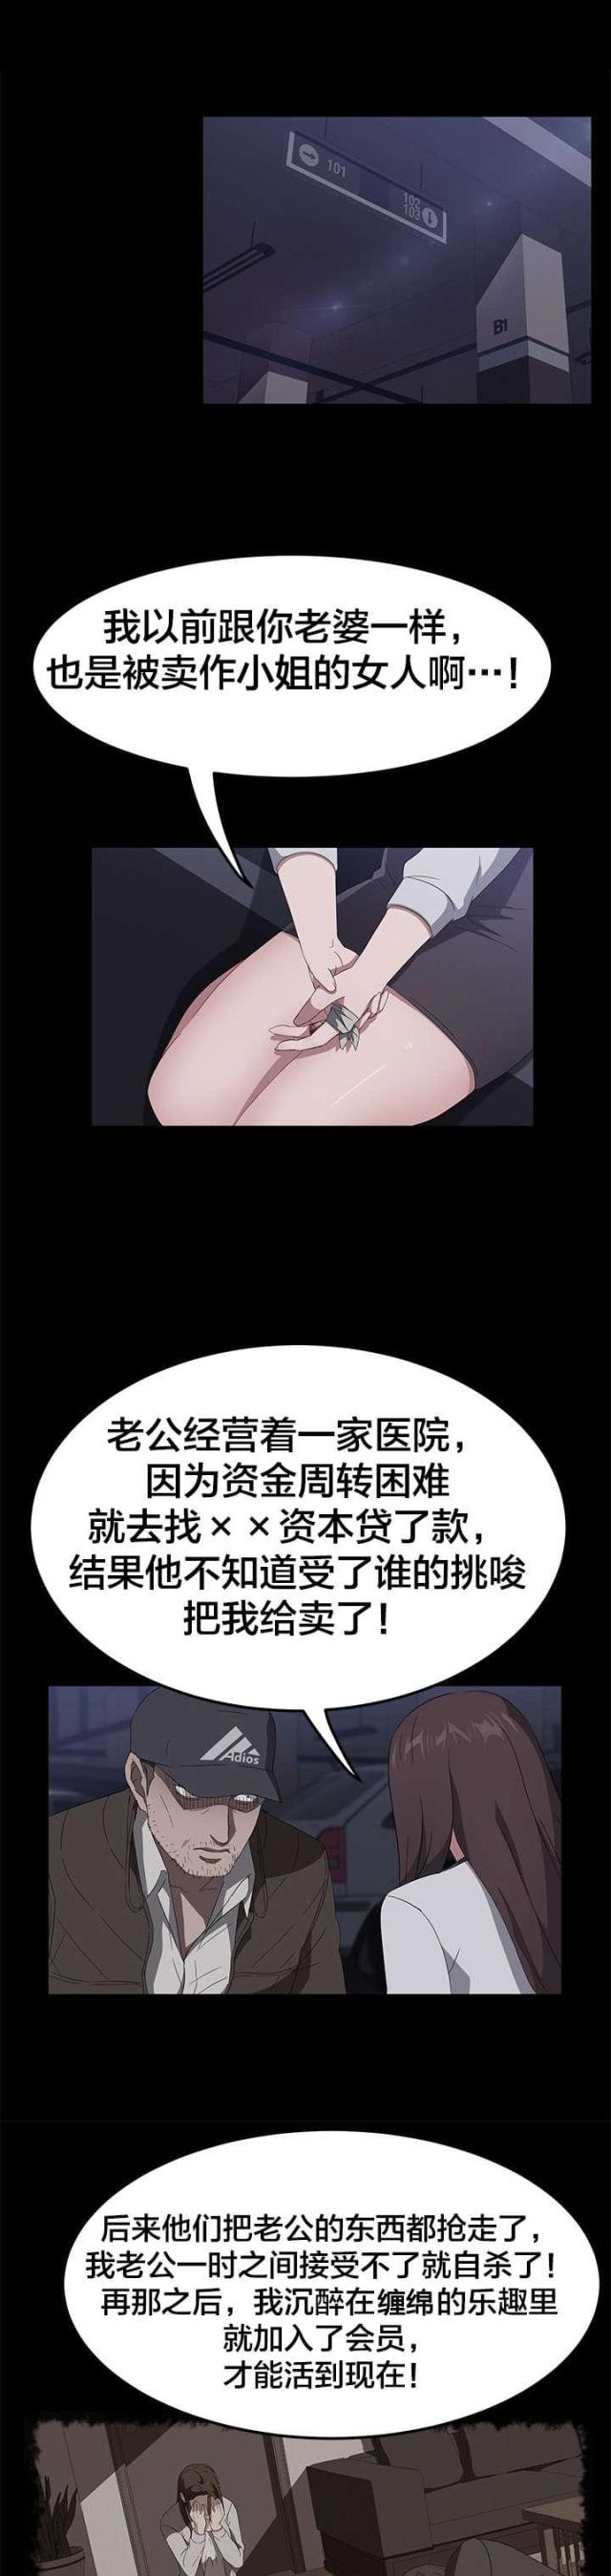 101
102
103
B1
我以前跟你老婆一样，
也是被卖作小姐的女人啊…！
老公经营着一家医院，
因为资金周转困难
就去找××资本贷了款，
结果他不知道受了谁的挑唆
把我给卖了！
Adios
后来他们把老公的东西都抢走了，
我老公一时之间接受不了就自杀了！
再那之后，我沉醉在缠绵的乐趣里
就加入了会员，
才能活到现在！